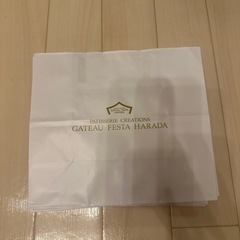 PATISSERIE CREATIONS
GATEAU FESTA HARADA